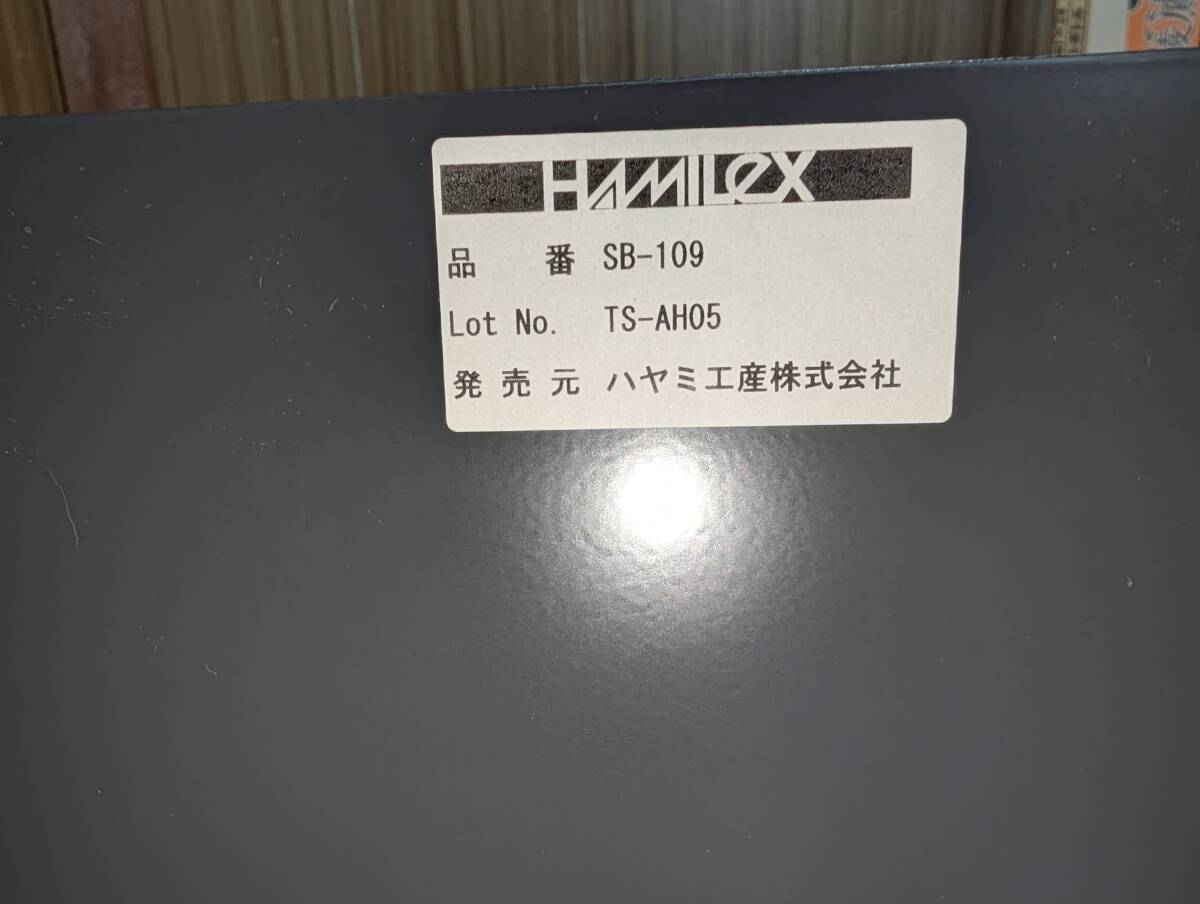 HAMILeX
品 番 SB-109
Lot No. TS-AH05
発 売 元 ハヤミ工産株式会社